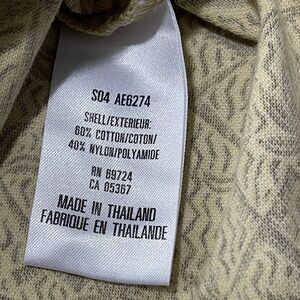 S04 AE6274
SHELL/EXTERIEUR:
60% COTTON/COTON/
40% NYLON/POLYAMIDE
RN 69724
CA 05367
MADE IN THAILAND
FABRIQUE EN THAILANDE